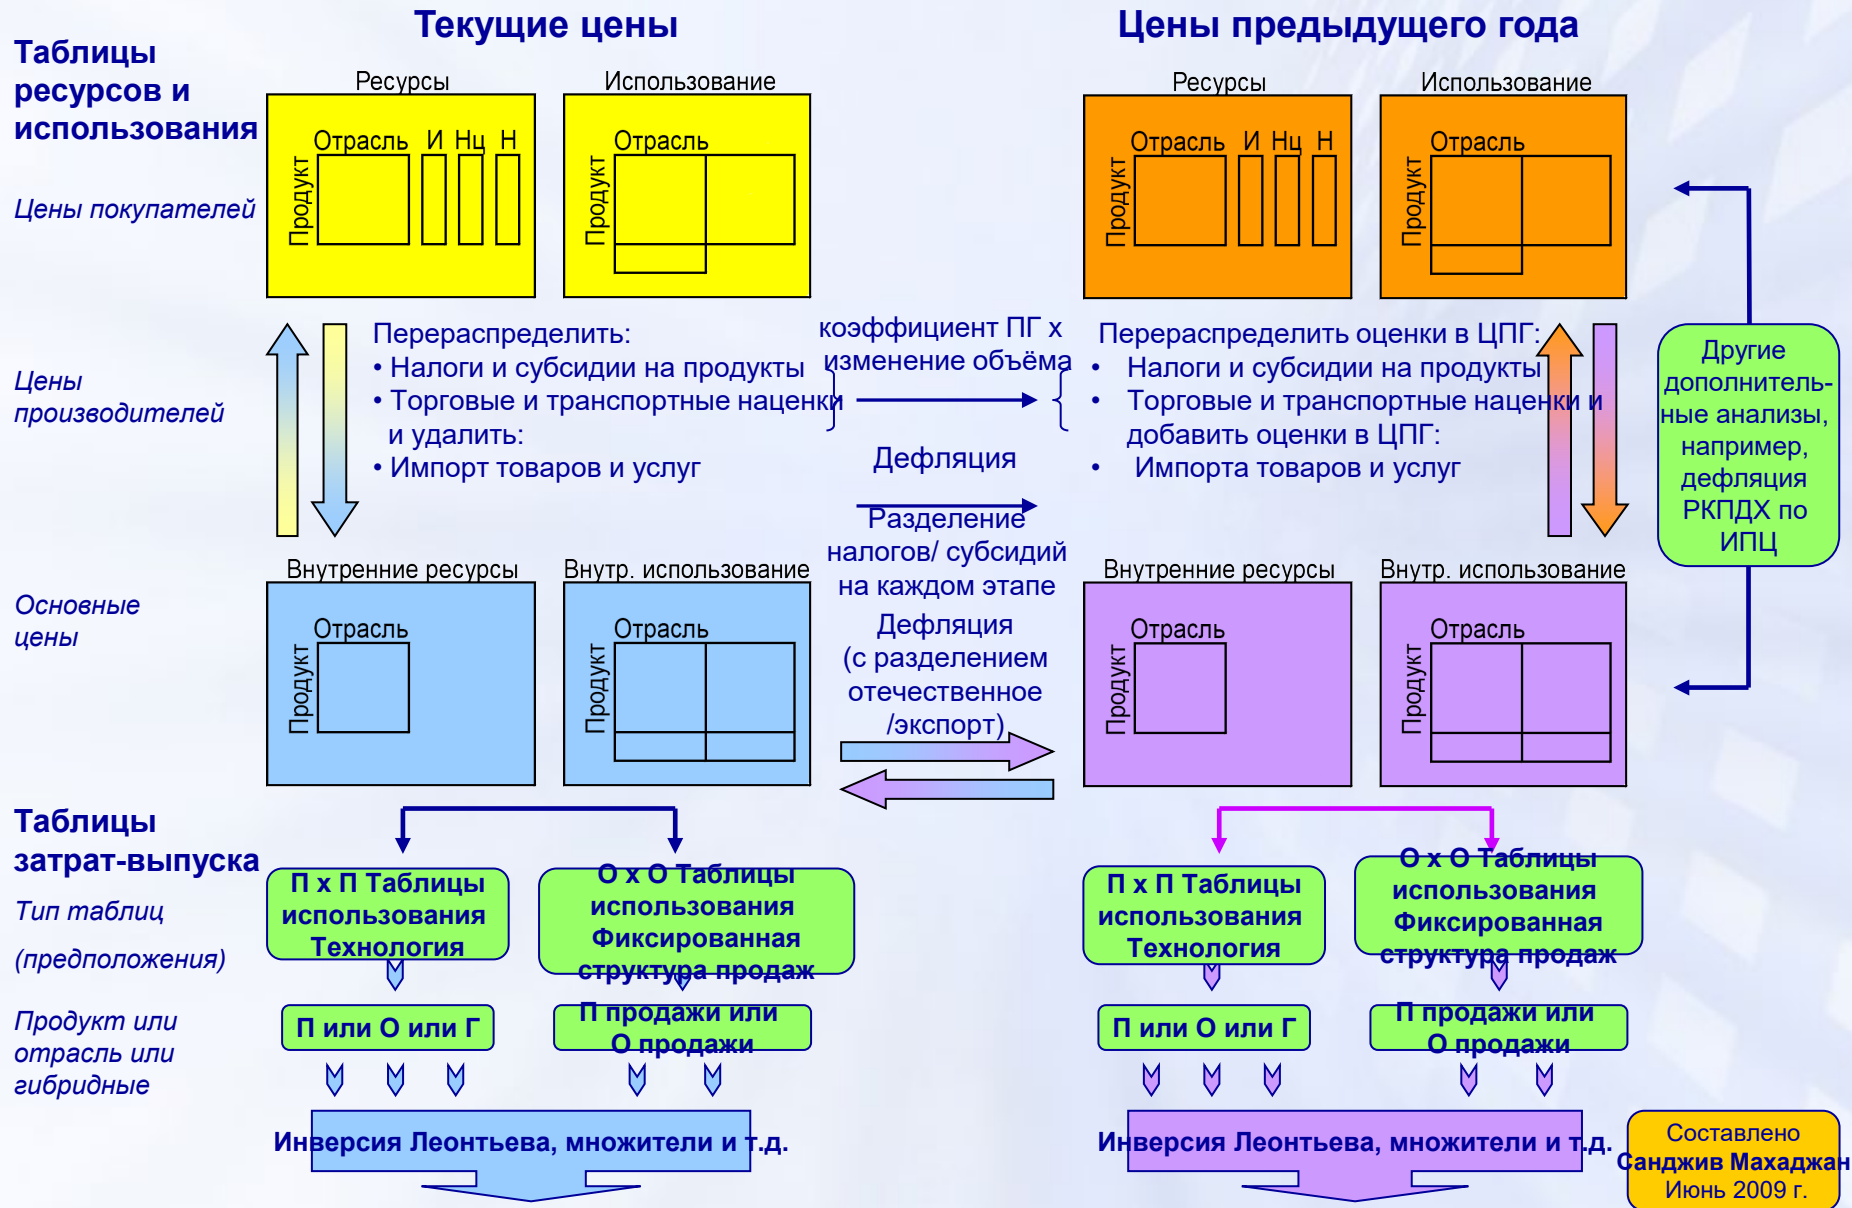 Текущие цены
Цены предыдущего года
Таблицы
ресурсов и
использования
Цены покупателей
Ресурсы
Использование
Отрасль И Нц Н
Продукт
Отрасль
Продукт
Ресурсы
Использование
Отрасль И Нц Н
Продукт
Отрасль
Продукт
Цены
производителей
Перераспределить:
• Налоги и субсидии на продукты
• Торговые и транспортные наценки
и удалить:
• Импорт товаров и услуг
коэффициент ПГ х
изменение объёма
Дефляция
Разделение
налогов/ субсидий
на каждом этапе
Дефляция
(с разделением
отечественное
/экспорт)
Перераспределить оценки в ЦПГ:
• Налоги и субсидии на продукты
• Торговые и транспортные наценки и
добавить оценки в ЦПГ:
• Импорта товаров и услуг
Другие
дополнитель-
ные анализы,
например,
дефляция
РКПДХ по
ИПЦ
Основные
цены
Внутренние ресурсы
Внутр. использование
Отрасль
Продукт
Отрасль
Продукт
Внутренние ресурсы
Внутр. использование
Отрасль
Продукт
Отрасль
Продукт
Таблицы
затрат-выпуска
Тип таблиц
(предположения)
П х П Таблицы
использования
Технология
О х О Таблицы
использования
Фиксированная
структура продаж
П х П Таблицы
использования
Технология
О х О Таблицы
использования
Фиксированная
структура продаж
Продукт или
отрасль или
гибридные
П или О или Г
П продажи или
О продажи
П или О или Г
П продажи или
О продажи
Инверсия Леонтьева, множители и т.д.
Инверсия Леонтьева, множители и т.д.
Составлено
Санджив Махаджан
Июнь 2009 г.